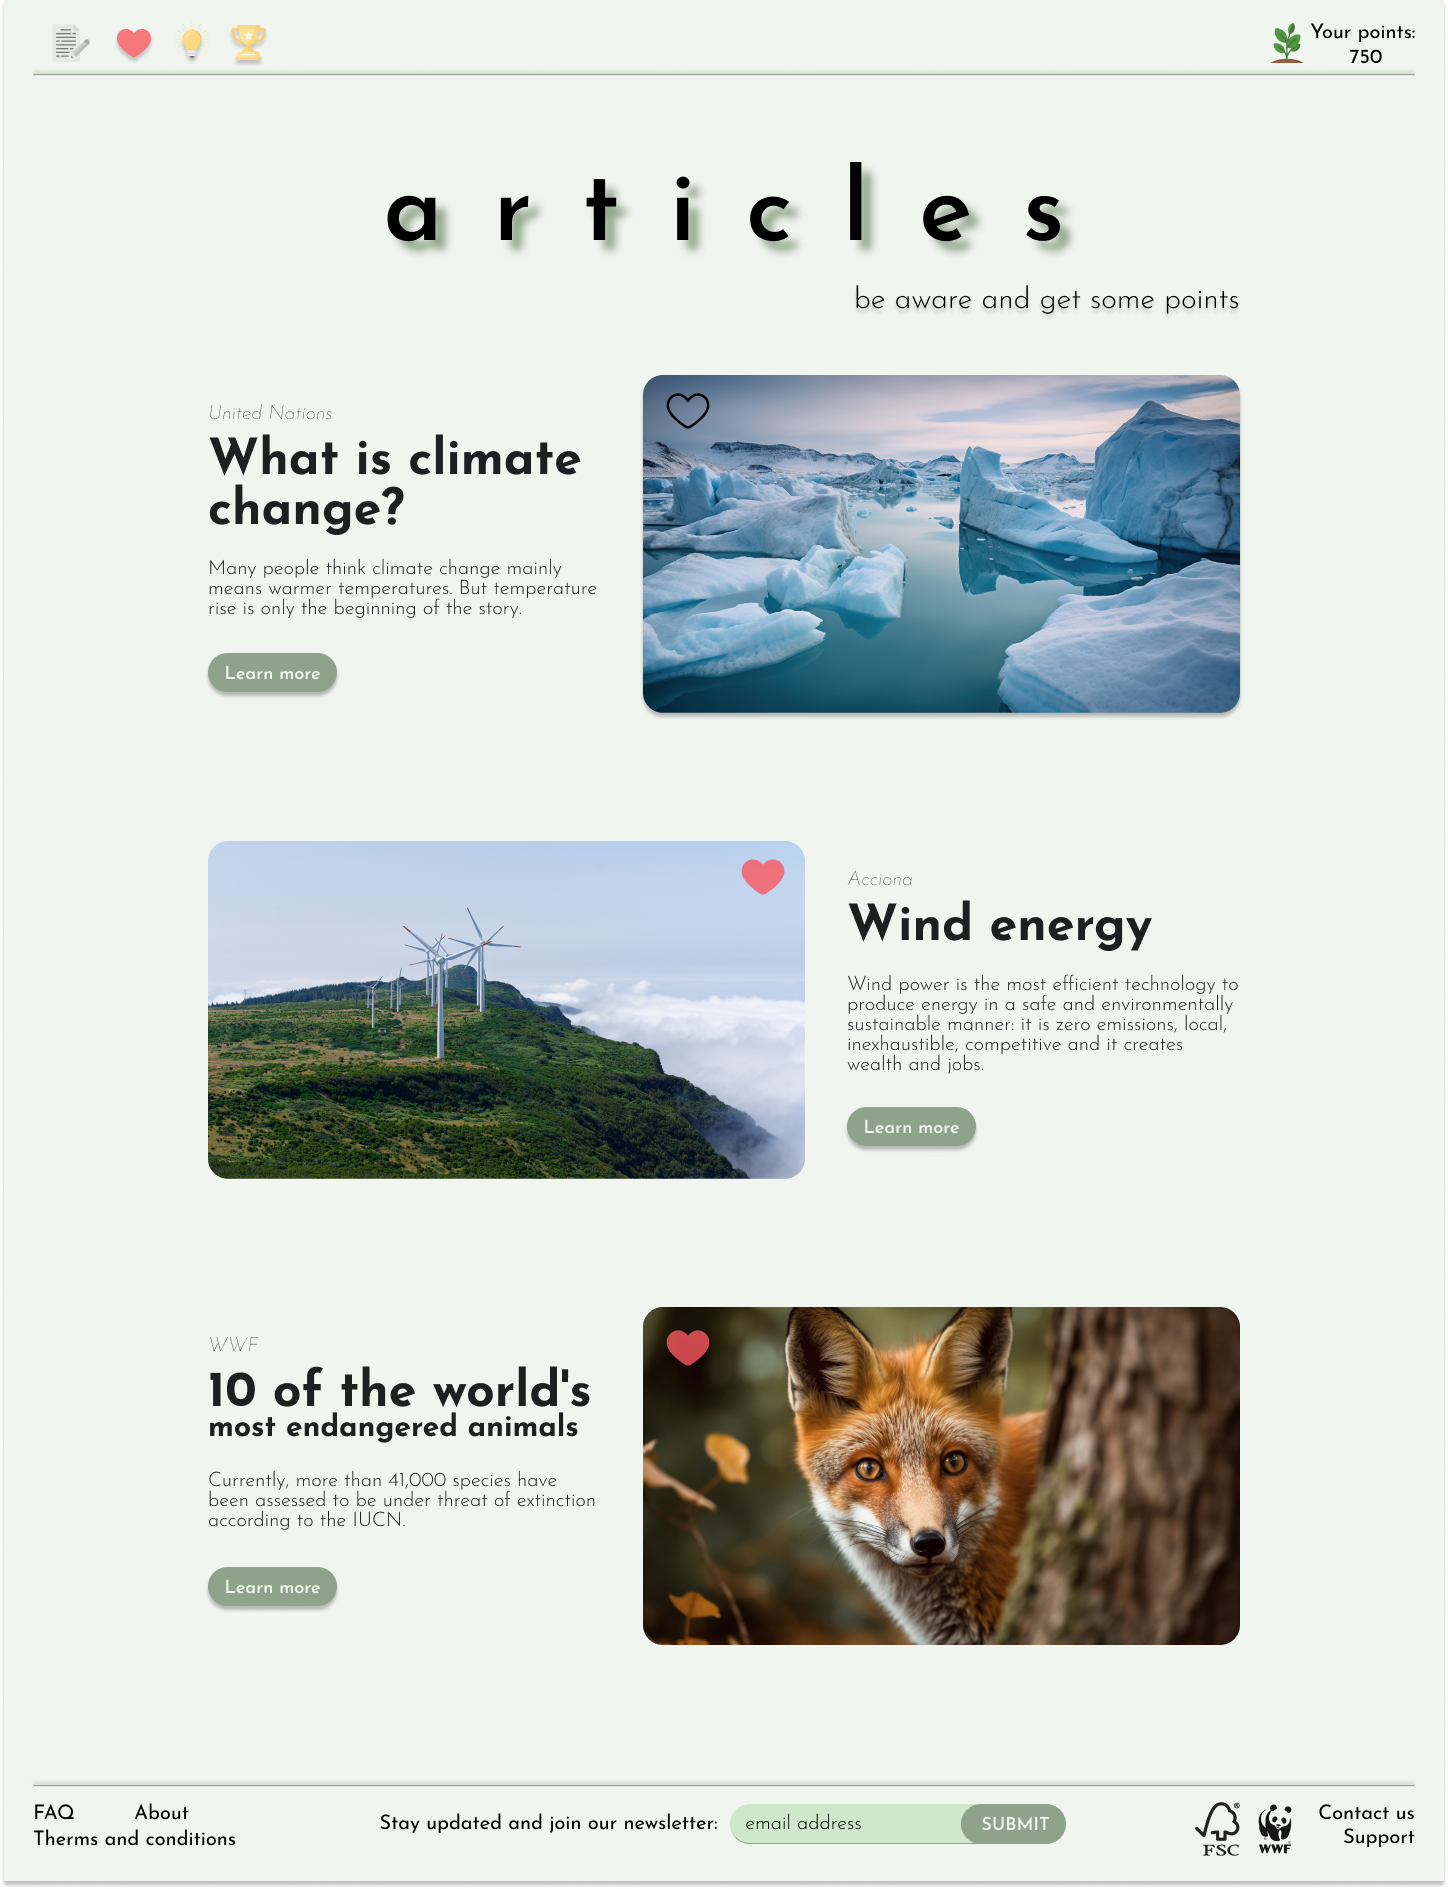 Your points:
750
articles
be aware and get some points
United Nations
What is climate
change?
Many people think climate change mainly
means warmer temperatures. But temperature
rise is only the beginning of the story.
Learn more
Acciona
Wind energy
Wind power is the most efficient technology to
produce energy in a safe and environmentally
sustainable manner: it is zero emissions, local,
inexhaustible, competitive and it creates
wealth and jobs.
Learn more
WWF
10 of the world's
most endangered animals
Currently, more than 41,000 species have
been assessed to be under threat of extinction
according to the IUCN.
Learn more
FAQ About
Therms and conditions
Stay updated and join our newsletter: email address SUBMIT
FSC
WWF
Contact us
Support